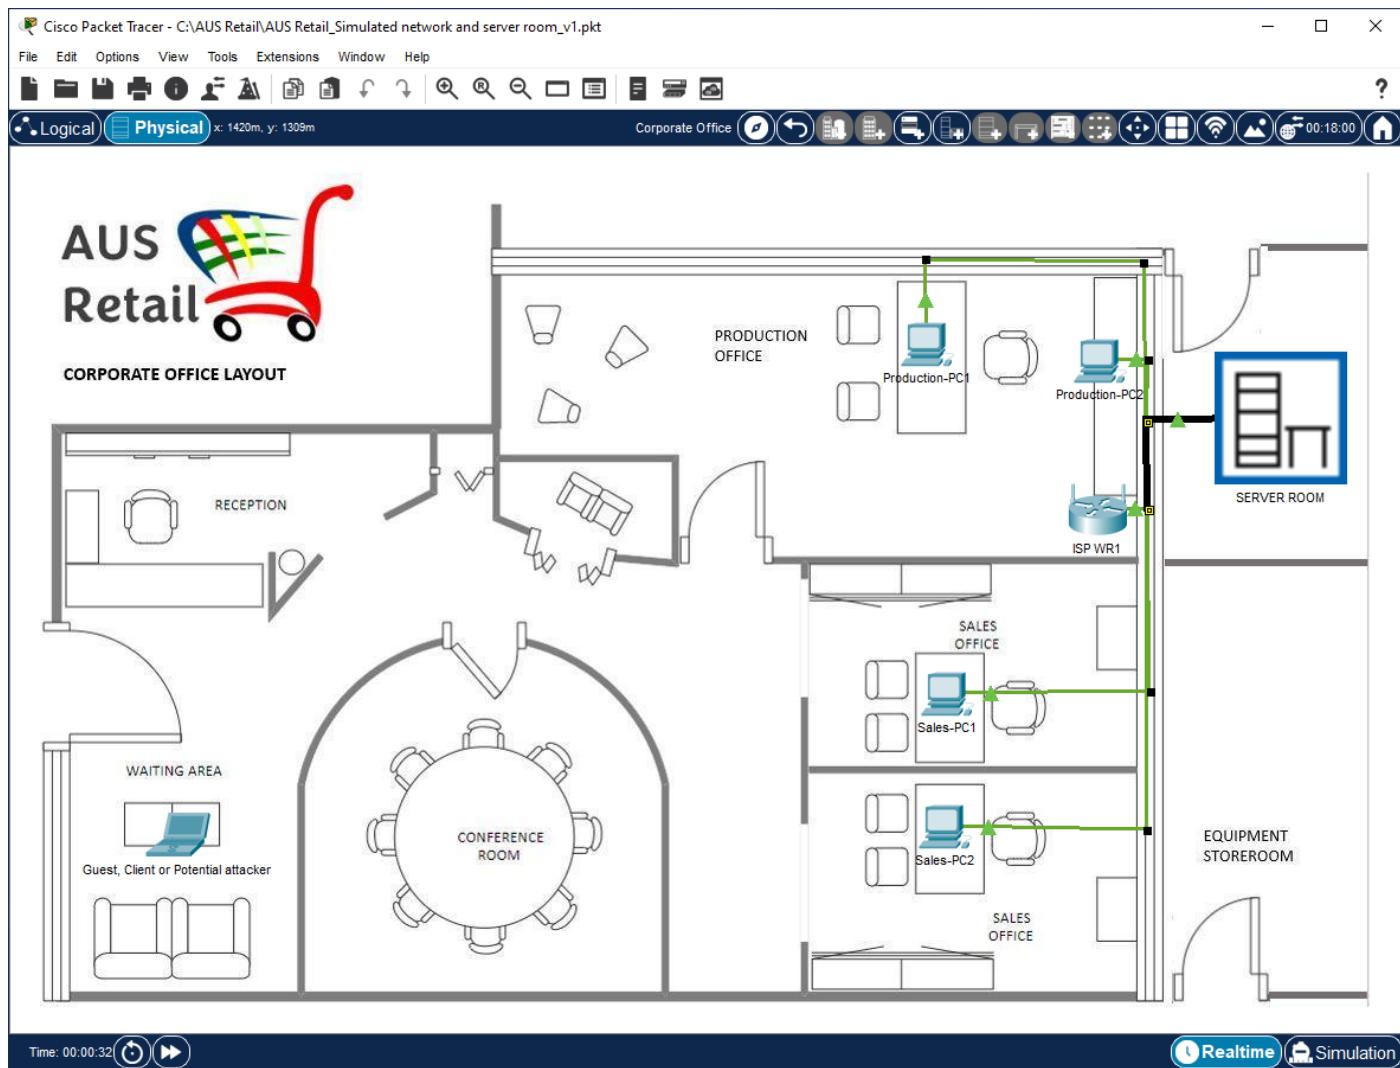 Cisco Packet Tracer - C:\AUS Retail\AUS Retail_Simulated network and server room_v1.pkt
File Edit Options View Tools Extensions Window Help
Logical Physical x: 1420m, y: 1309m Corporate Office 00:18:00
AUS
Retail
CORPORATE OFFICE LAYOUT
PRODUCTION
OFFICE
Production-PC1
Production-PC2
SERVER ROOM
RECEPTION
ISP WR1
SALES
OFFICE
Sales-PC1
WAITING AREA
Guest, Client or Potential attacker
CONFERENCE
ROOM
Sales-PC2
EQUIPMENT
STOREROOM
SALES
OFFICE
Time: 00:00:32 Realtime Simulation